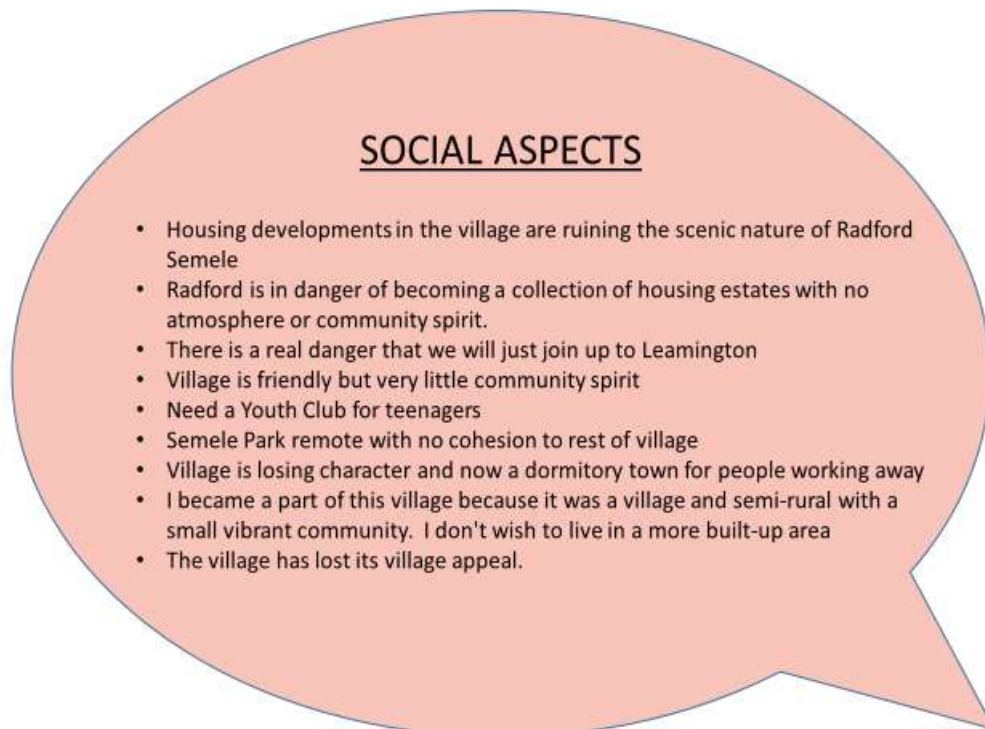 SOCIAL ASPECTS
• Housing developments in the village are ruining the scenic nature of Radford
Semele
• Radford is in danger of becoming a collection of housing estates with no
atmosphere or community spirit.
• There is a real danger that we will just join up to Leamington
• Village is friendly but very little community spirit
• Need a Youth Club for teenagers
• Semele Park remote with no cohesion to rest of village
• Village is losing character and now a dormitory town for people working away
• I became a part of this village because it was a village and semi-rural with a
small vibrant community.  I don't wish to live in a more built-up area
• The village has lost its village appeal.